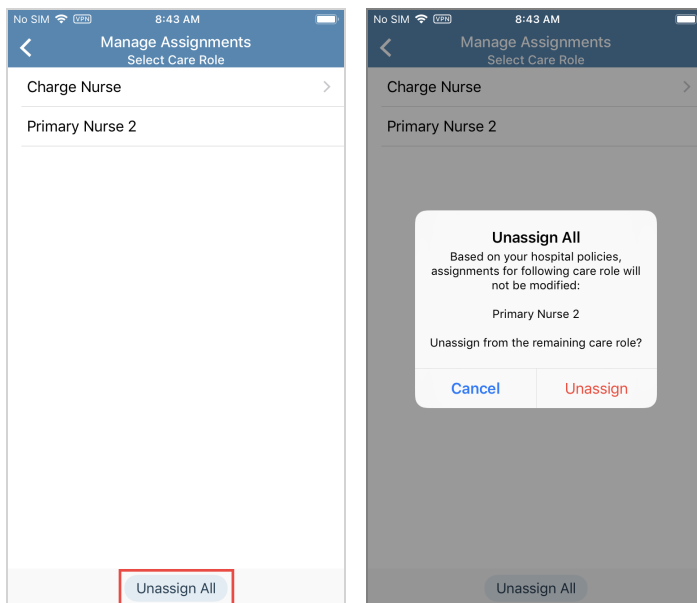 No SIM VPN 8:43 AM
Manage Assignments
Select Care Role
Charge Nurse
Primary Nurse 2
Unassign All
No SIM VPN 8:43 AM
Manage Assignments
Select Care Role
Charge Nurse
Primary Nurse 2
Unassign All
Based on your hospital policies,
assignments for following care role will
not be modified:
Primary Nurse 2
Unassign from the remaining care role?
Cancel Unassign
Unassign All